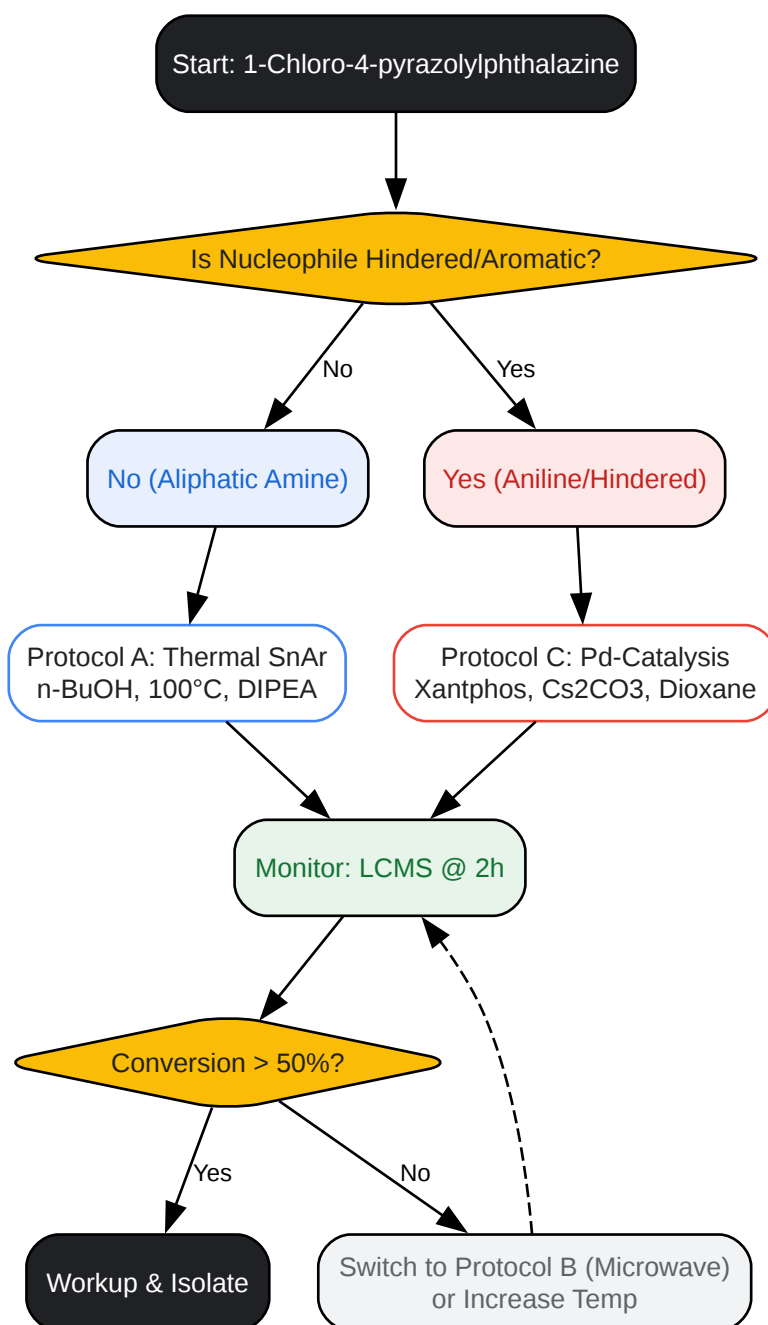 Start: 1-Chloro-4-pyrazolylphthalazine
Is Nucleophile Hindered/Aromatic?
No
Yes
No (Aliphatic Amine)
Yes (Aniline/Hindered)
Protocol A: Thermal SnAr
n-BuOH, 100°C, DIPEA
Protocol C: Pd-Catalysis
Xantphos, Cs2CO3, Dioxane
Monitor: LCMS @ 2h
Conversion > 50%?
Yes
No
Workup & Isolate
Switch to Protocol B (Microwave)
or Increase Temp